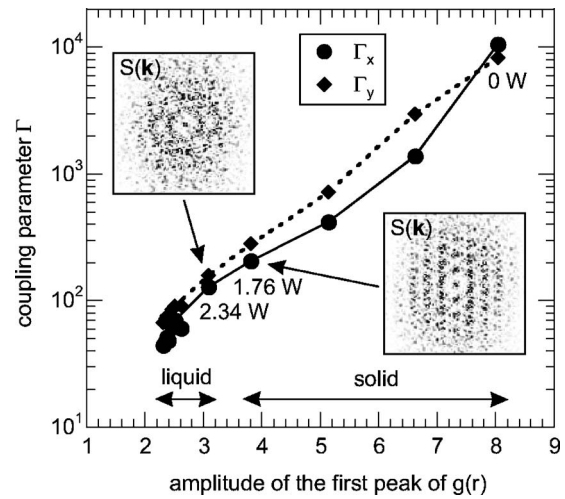 10⁴
10³
10²
10¹
coupling parameter Γ
S(k)
Γₓ
Γᵧ
0 W
S(k)
1.76 W
2.34 W
liquid
solid
1 2 3 4 5 6 7 8 9
amplitude of the first peak of g(r)